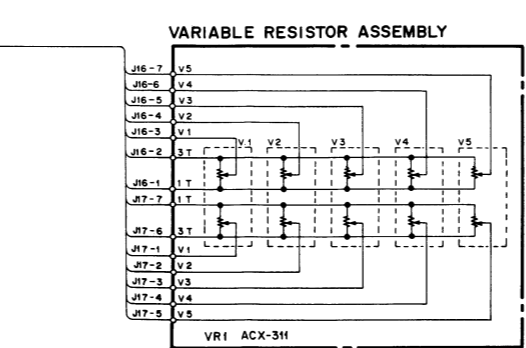 VARIABLE RESISTOR ASSEMBLY
J16-7 V5
J16-6 V4
J16-5 V3
J16-4 V2
J16-3 V1
V1 V2 V3 V4 V5
J16-2 3T
J16-1 1T
J17-7 1T
J17-6 3T
J17-1 V1
J17-2 V2
J17-3 V3
J17-4 V4
J17-5 V5
VR1 ACX-311